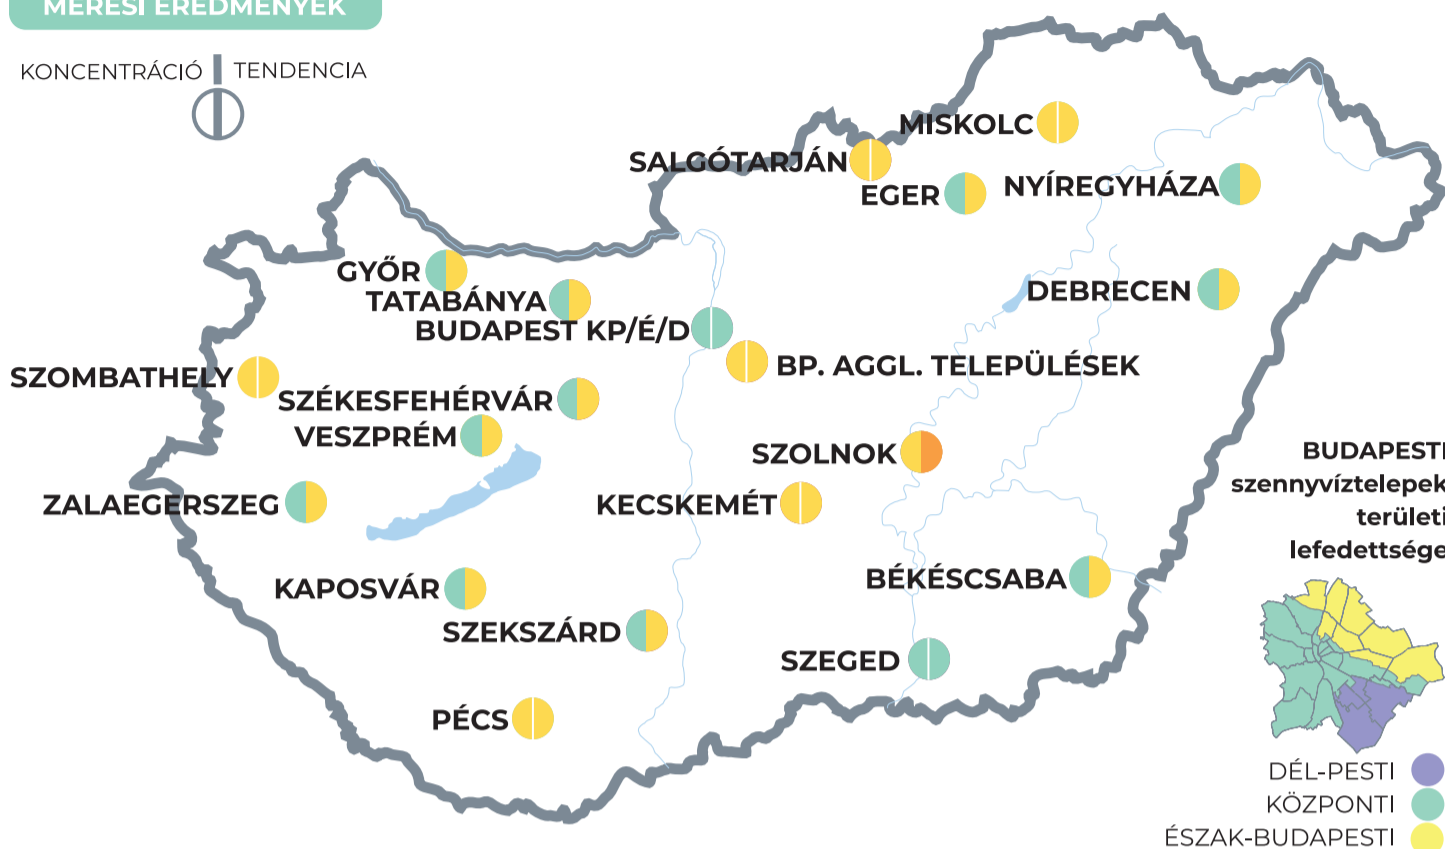 MÉRÉSI EREDMÉNYEK
KONCENTRÁCIÓ TENDENCIA
MISKOLC
SALGÓTARJÁN
EGER
NYÍREGYHÁZA
GYŐR
TATABÁNYA
DEBRECEN
BUDAPEST KP/É/D
BP. AGGL. TELEPÜLÉSEK
SZOMBATHELY
SZÉKESFEHÉRVÁR
VESZPRÉM
SZOLNOK
ZALAEGERSZEG
KECSKEMÉT
BÉKÉSCSABA
KAPOSVÁR
SZEKSZÁRD
SZEGED
PÉCS
BUDAPESTI
szennyvíztelepek
területi
lefedettsége
DÉL-PESTI
KÖZPONTI
ÉSZAK-BUDAPESTI